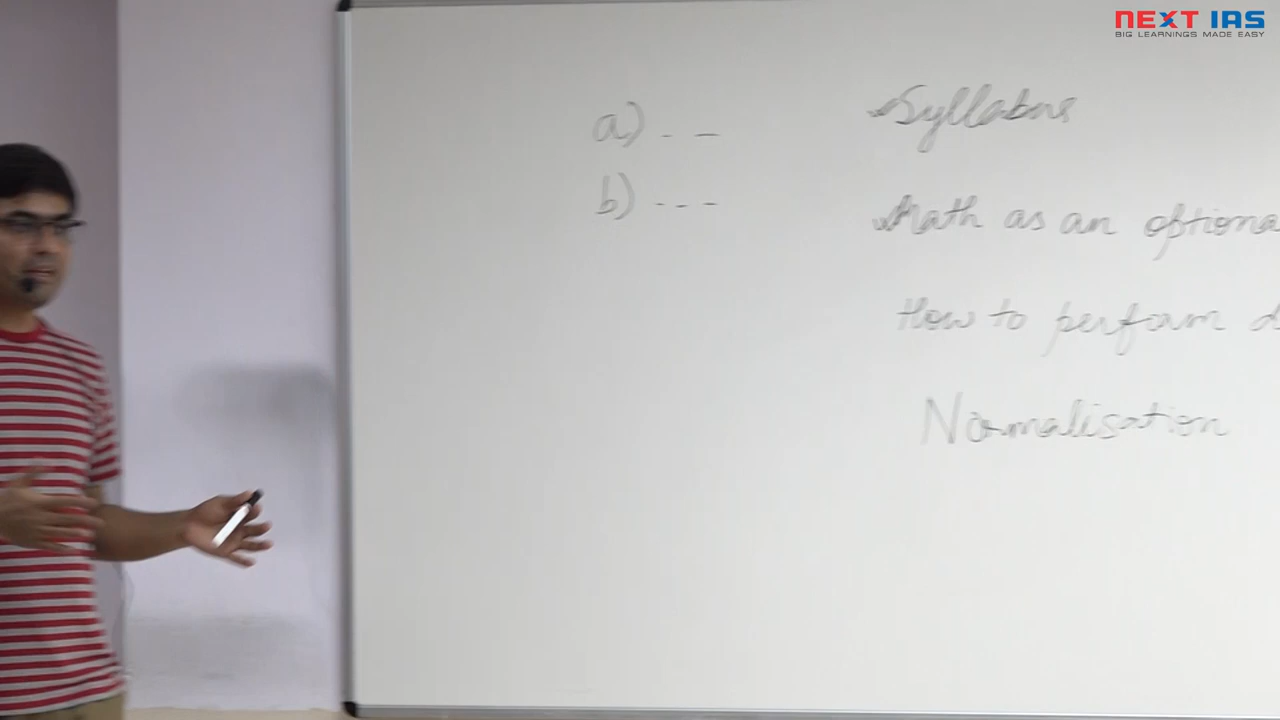 NEXT IAS
BIG LEARNINGS MADE EASY
a) - -
b) - - -
Syllabus
Math as an optiona
How to perform
Normalisation